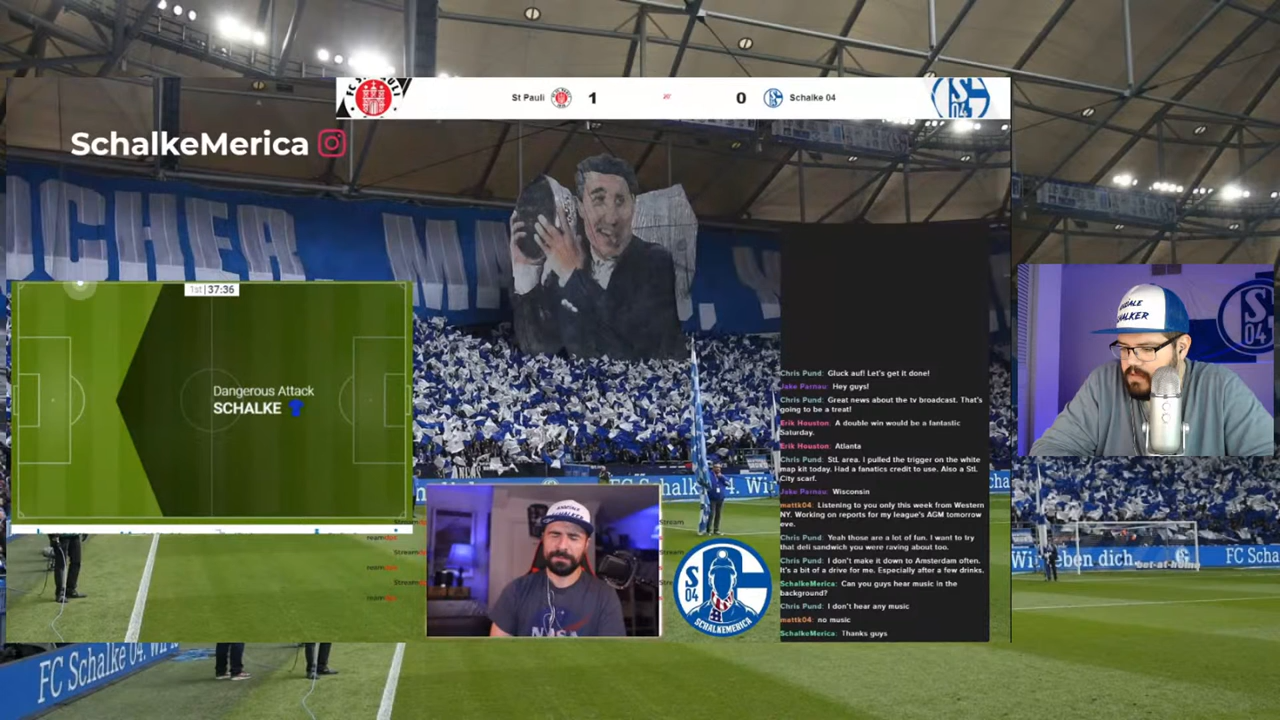 St Pauli 1 0 Schalke 04
SchalkeMerica
1st 37:36
Dangerous Attack
SCHALKE
Chris Pund: Gluck auf! Let's get it done!
Jake Parnau: Hey guys!
Chris Pund: Great news about the tv broadcast. That's
going to be a treat!
Erik Houston: A double win would be a fantastic
Saturday.
Erik Houston: Atlanta
Chris Pund: StL area. I pulled the trigger on the white
map kit today. Had a fanatics credit to use. Also a StL
City scarf.
Jake Parnau: Wisconsin
mattk04: Listening to you only this week from Western
NY. Working on reports for my league's AGM tomorrow
eve.
Chris Pund: Yeah those are a lot of fun. I want to try
that deli sandwich you were raving about too.
Chris Pund: I don't make it down to Amsterdam often.
It's a bit of a drive for me. Especially after a few drinks.
SchalkeMerica: Can you guys hear music in the
background?
Chris Pund: I don't hear any music
mattk04: no music
SchalkeMerica: Thanks guys
S
04
SCHALKEMERICA
NASA
FC Schalke 04.
bet-at-home